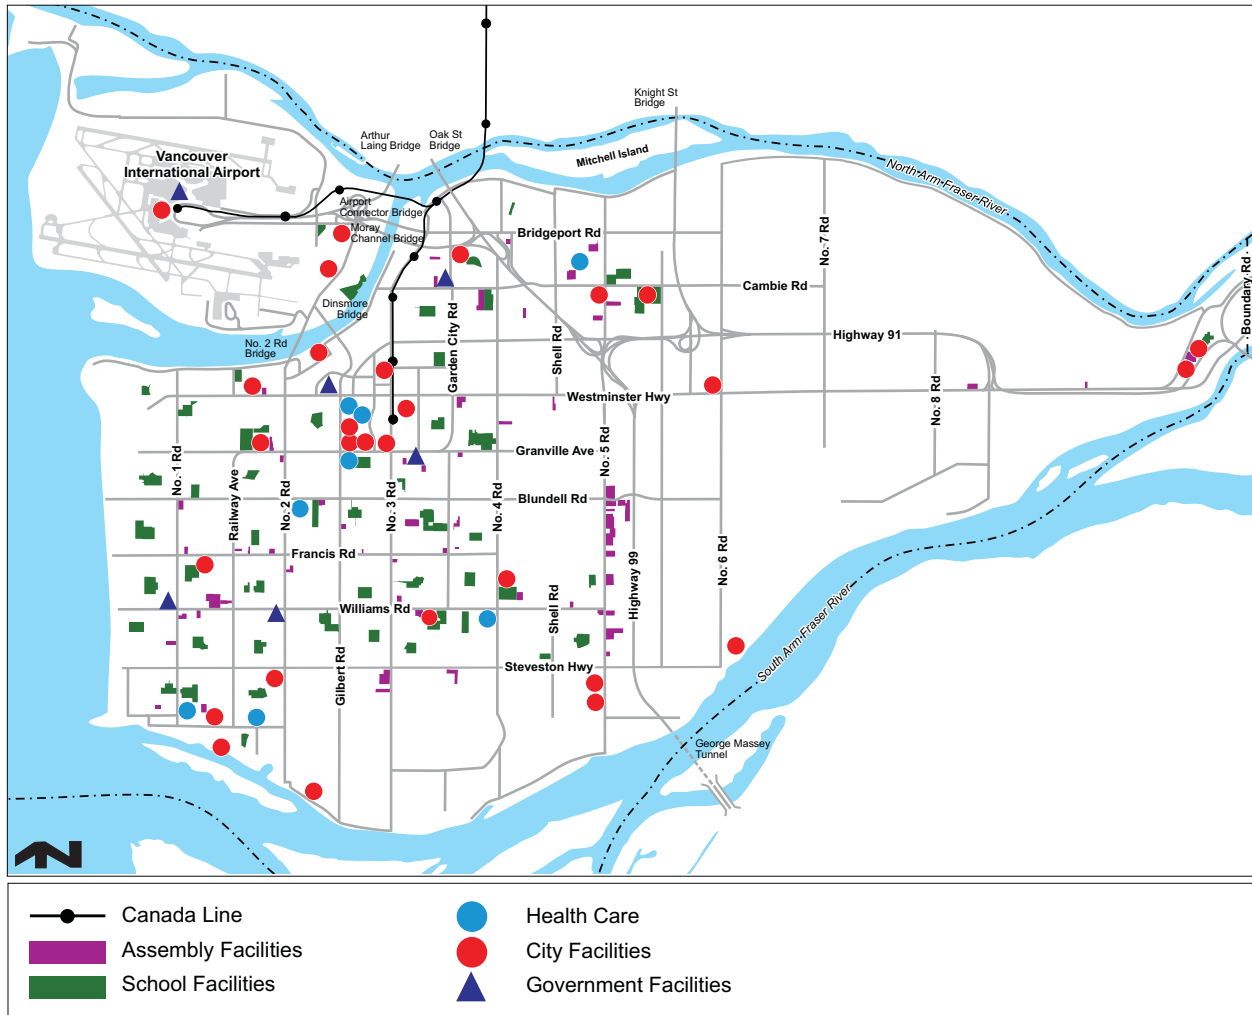 Knight St
Bridge
Arthur
Laing Bridge
Oak St
Bridge
Mitchell Island
Vancouver
International Airport
North Arm Fraser River
Airport
Connector Bridge
Moray
Channel Bridge
Bridgeport Rd
No. 7 Rd
Boundary Rd
Cambie Rd
Dinsmore
Bridge
Garden City Rd
Shell Rd
Highway 91
No. 2 Rd
Bridge
No. 8 Rd
Westminster Hwy
No. 1 Rd
Granville Ave
No. 5 Rd
Railway Ave
No. 2 Rd
No. 3 Rd
No. 4 Rd
Blundell Rd
Francis Rd
No. 6 Rd
Highway 99
Shell Rd
Williams Rd
South Arm Fraser River
Gilbert Rd
Steveston Hwy
George Massey
Tunnel
N
Canada Line
Assembly Facilities
School Facilities
Health Care
City Facilities
Government Facilities